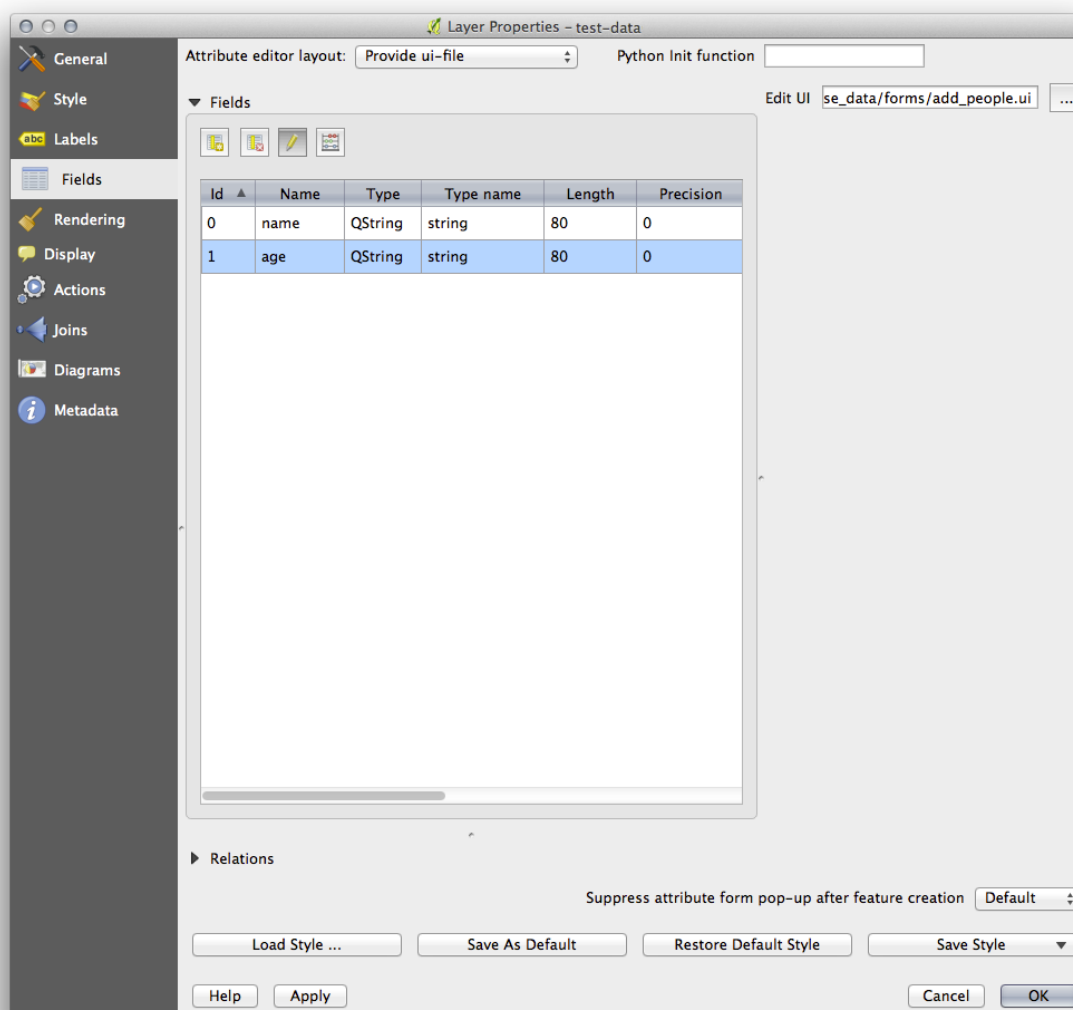 Layer Properties – test-data
General
Style
abc Labels
Fields
Rendering
Display
Actions
Joins
Diagrams
Metadata
Attribute editor layout: Provide ui-file Python Init function
Fields
Edit UI se_data/forms/add_people.ui ...
Id Name Type Type name Length Precision
0 name QString string 80 0
1 age QString string 80 0
Relations
Suppress attribute form pop-up after feature creation Default
Load Style ... Save As Default Restore Default Style Save Style
Help Apply Cancel OK